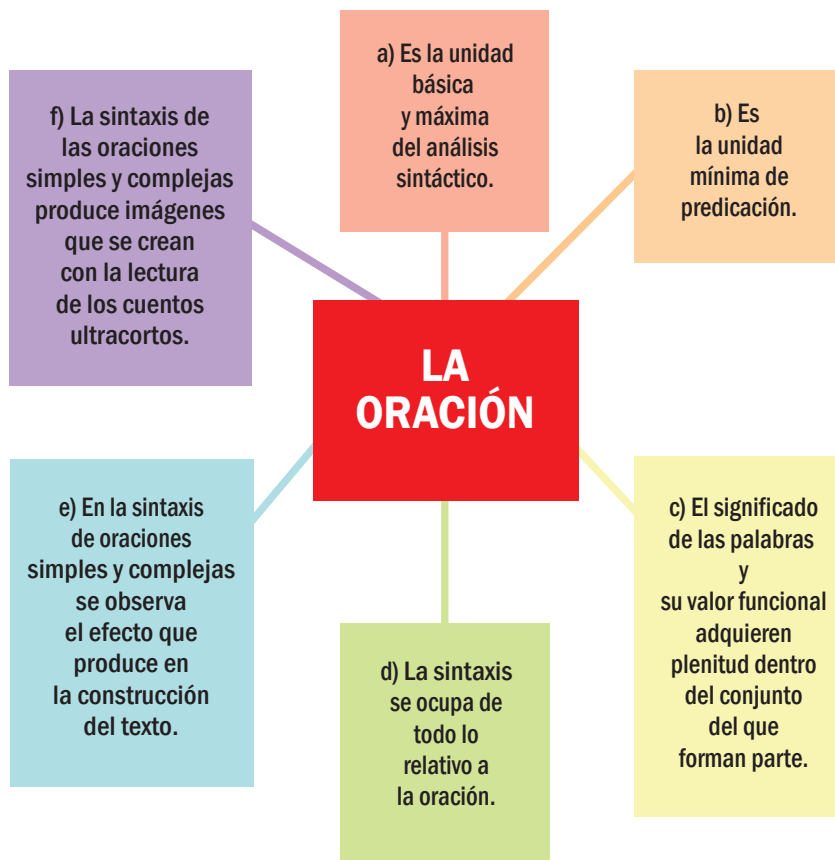 LA
ORACIÓN
a) Es la unidad
básica
y máxima
del análisis
sintáctico.
b) Es
la unidad
mínima de
predicación.
c) El significado
de las palabras
y
su valor funcional
adquieren
plenitud dentro
del conjunto
del que
forman parte.
d) La sintaxis
se ocupa de
todo lo
relativo a
la oración.
e) En la sintaxis
de oraciones
simples y complejas
se observa
el efecto que
produce en
la construcción
del texto.
f) La sintaxis de
las oraciones
simples y complejas
produce imágenes
que se crean
con la lectura
de los cuentos
ultracortos.